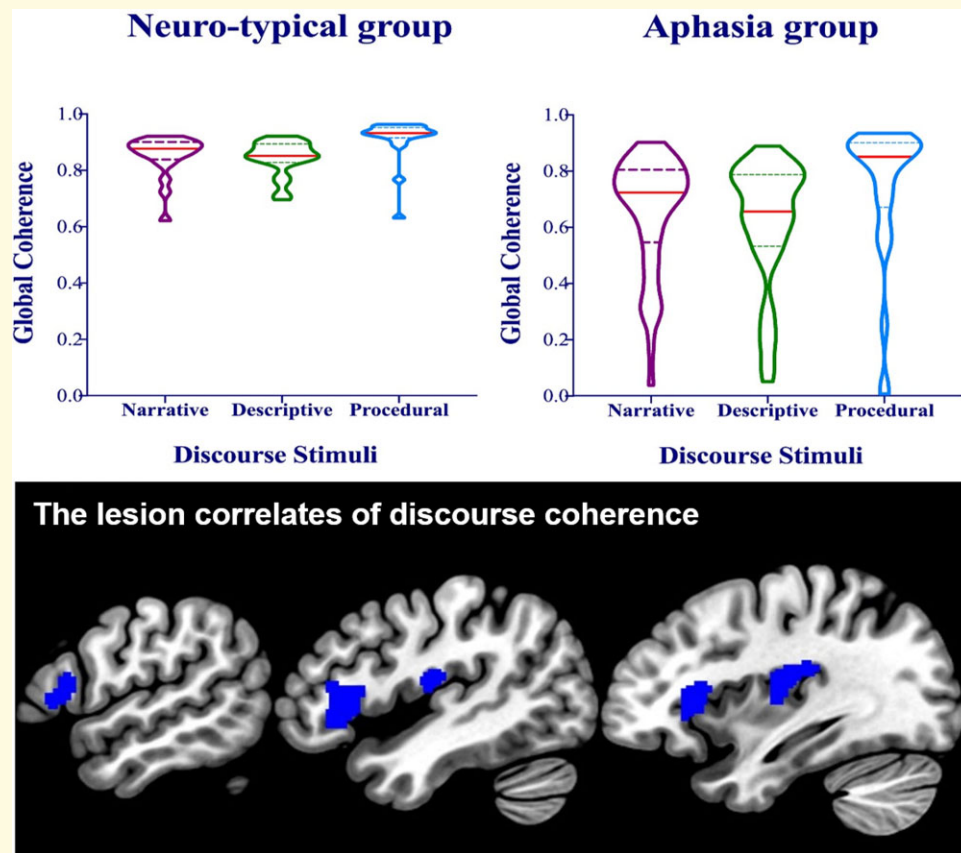 Neuro-typical group
Global Coherence
1.0
0.8
0.6
0.4
0.2
0.0
Narrative Descriptive Procedural
Discourse Stimuli
Aphasia group
Global Coherence
1.0
0.8
0.6
0.4
0.2
0.0
Narrative Descriptive Procedural
Discourse Stimuli
The lesion correlates of discourse coherence